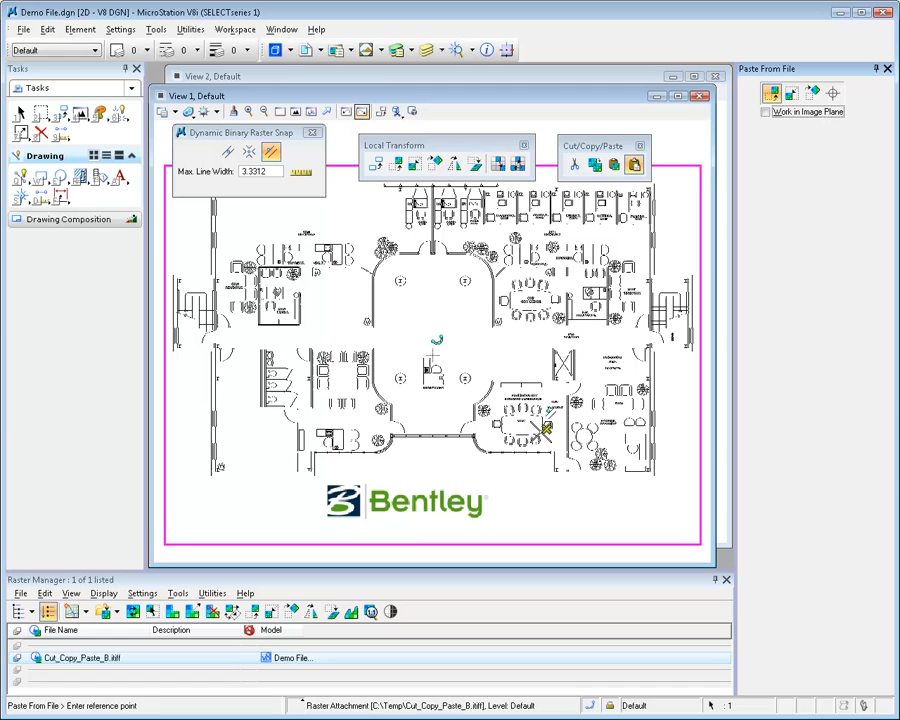 Demo File.dgn [2D - V8 DGN] - MicroStation V8i (SELECTseries 1)
File Edit Element Settings Tools Utilities Workspace Window Help
Default 0 0 0
Tasks
Tasks
Drawing
Drawing Composition
View 2, Default
View 1, Default
Dynamic Binary Raster Snap
Max. Line Width: 3.3312
Local Transform
Cut/Copy/Paste
Bentley
Paste From File
Work in Image Plane
Raster Manager : 1 of 1 listed
File Edit View Display Settings Tools Utilities Help
File Name Description Model
Cut_Copy_Paste_B.itiff Demo File...
Paste From File > Enter reference point
Raster Attachment [C:\Temp\Cut_Copy_Paste_B.itiff], Level: Default
Default
: 1